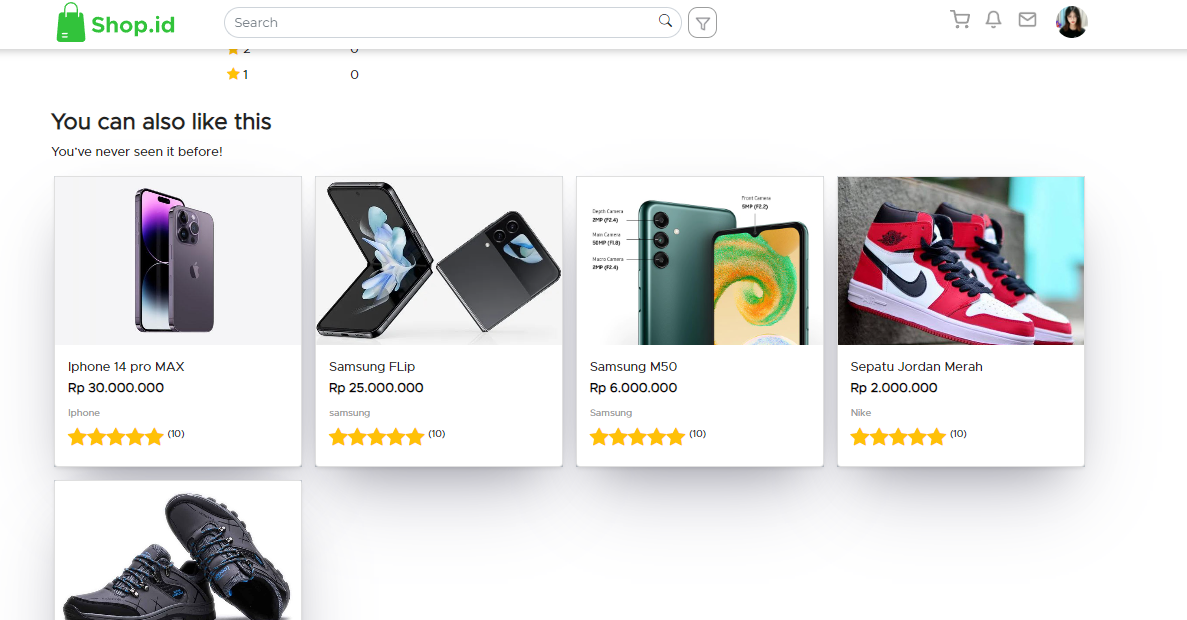 Shop.id
Search
2 0
1 0
You can also like this
You've never seen it before!
Front Camera
5MP (F2.2)
Depth Camera
2MP (F2.4)
Main Camera
50MP (F1.8)
Macro Camera
2MP (F2.4)
Iphone 14 pro MAX
Rp 30.000.000
Iphone
(10)
Samsung FLip
Rp 25.000.000
samsung
(10)
Samsung M50
Rp 6.000.000
Samsung
(10)
Sepatu Jordan Merah
Rp 2.000.000
Nike
(10)